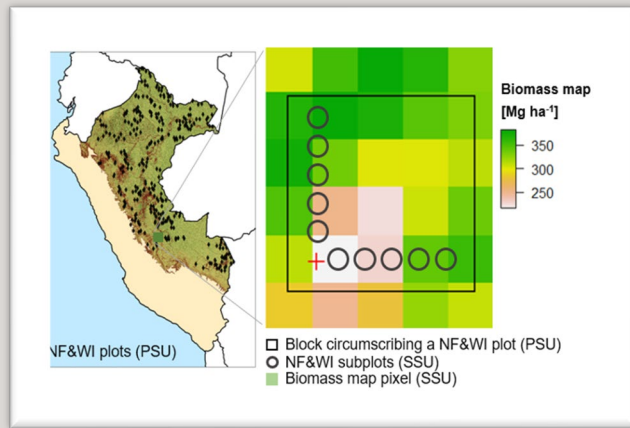 Biomass map
[Mg ha⁻¹]
350
300
250
NF&WI plots (PSU)
Block circumscribing a NF&WI plot (PSU)
NF&WI subplots (SSU)
Biomass map pixel (SSU)